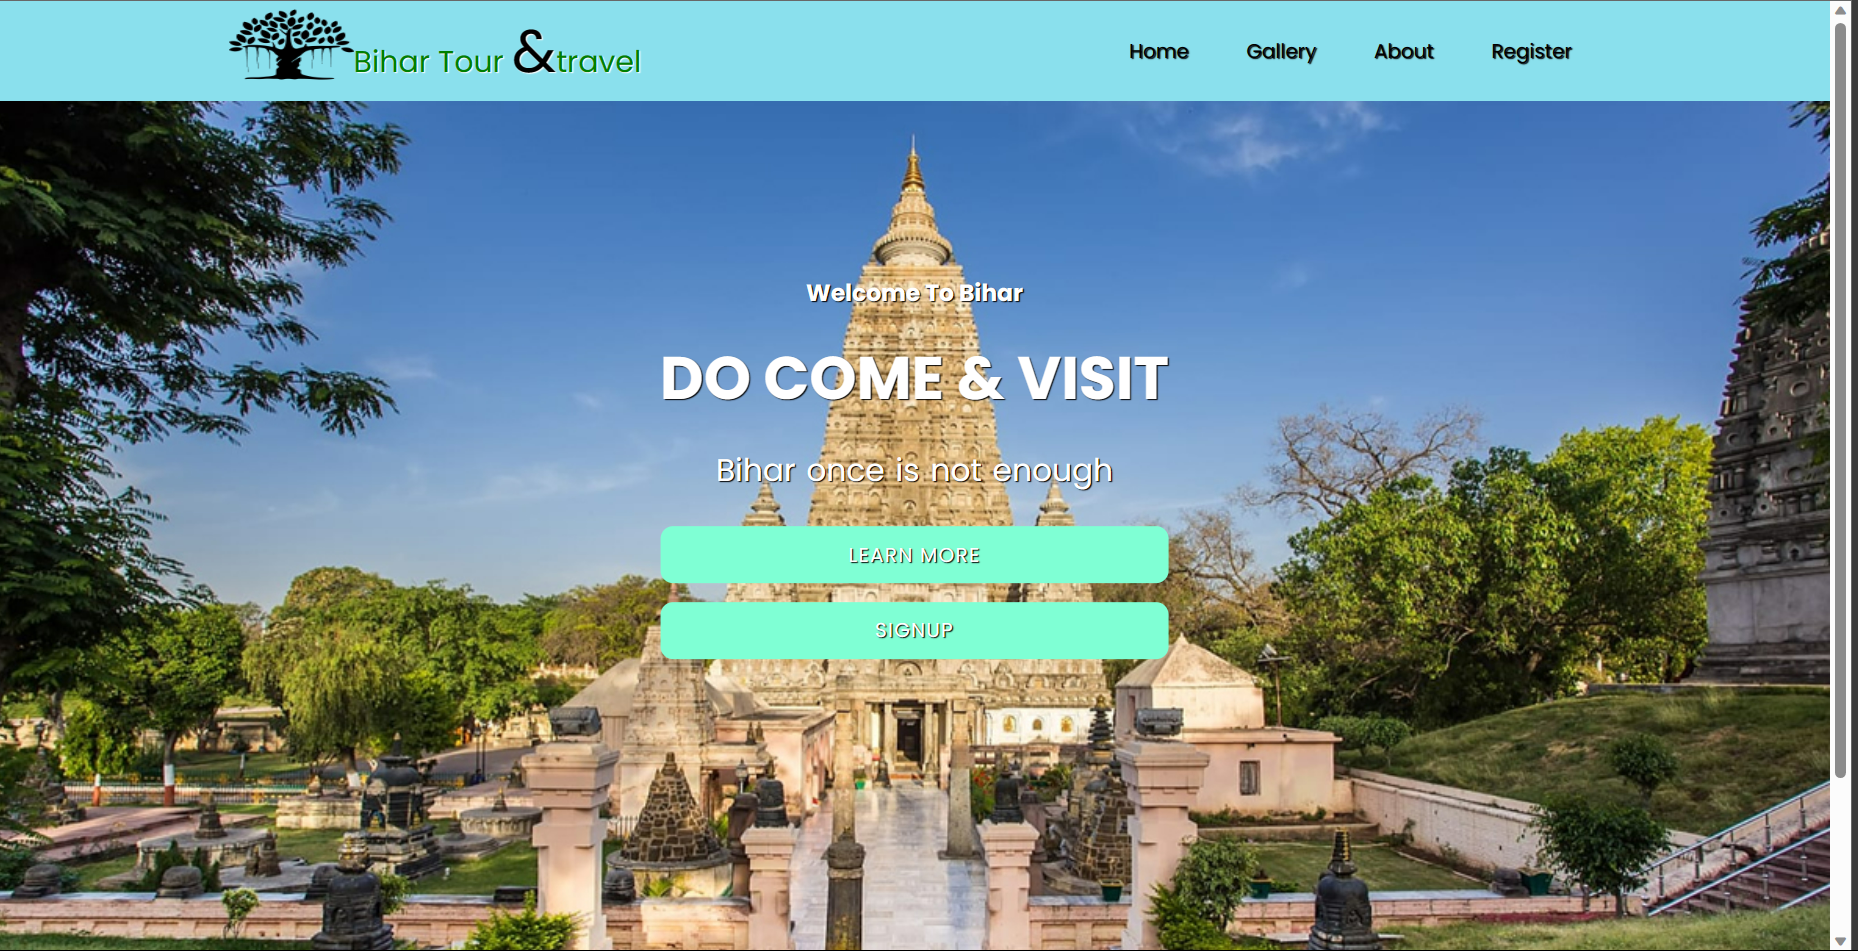 Bihar Tour &travel
Home Gallery About Register
Welcome To Bihar
DO COME & VISIT
Bihar once is not enough
LEARN MORE
SIGNUP